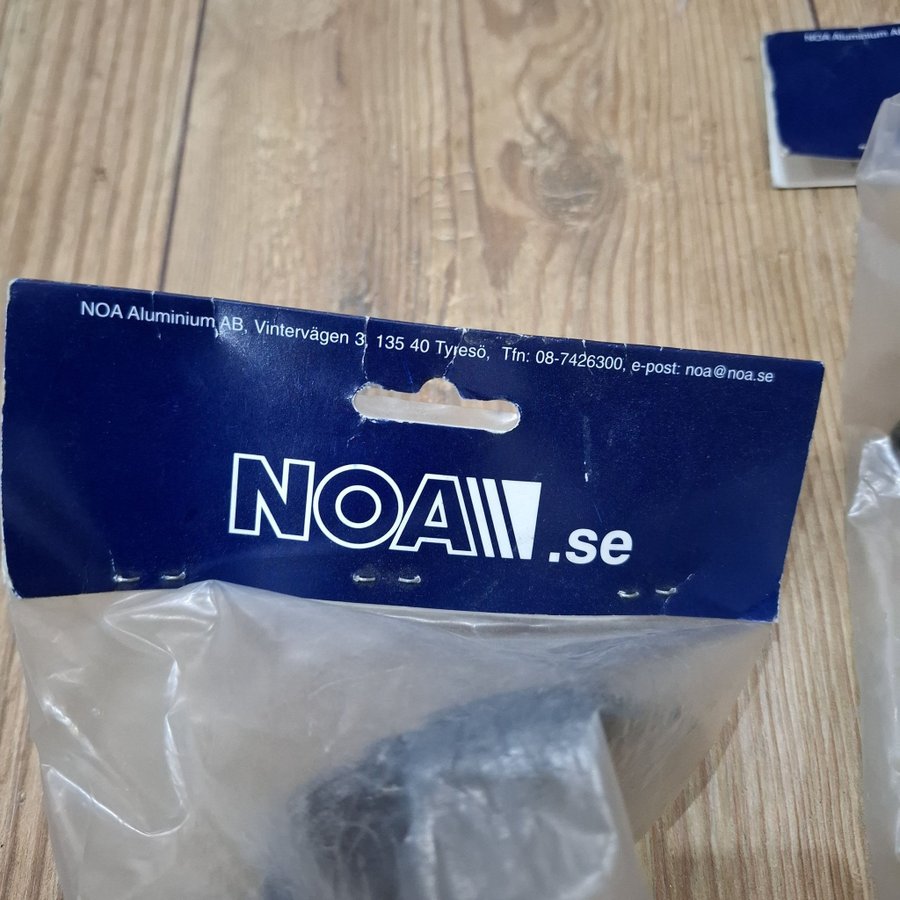 NOA Aluminium AB, Vintervägen 3, 135 40 Tyresö, Tfn: 08-7426300, e-post: noa@noa.se
NOA.se
NOA Aluminium AB